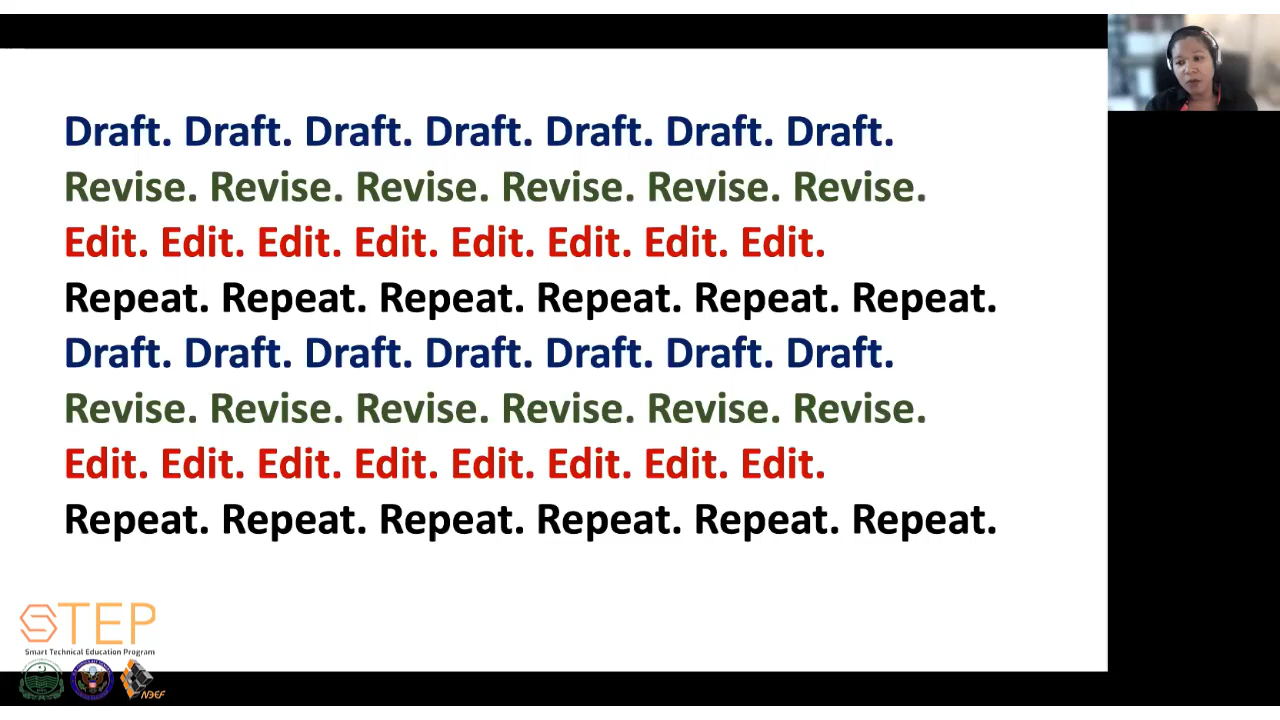 Draft. Draft. Draft. Draft. Draft. Draft. Draft.
Revise. Revise. Revise. Revise. Revise. Revise.
Edit. Edit. Edit. Edit. Edit. Edit. Edit. Edit.
Repeat. Repeat. Repeat. Repeat. Repeat. Repeat.
Draft. Draft. Draft. Draft. Draft. Draft. Draft.
Revise. Revise. Revise. Revise. Revise. Revise.
Edit. Edit. Edit. Edit. Edit. Edit. Edit. Edit.
Repeat. Repeat. Repeat. Repeat. Repeat. Repeat.
STEP
Smart Technical Education Program